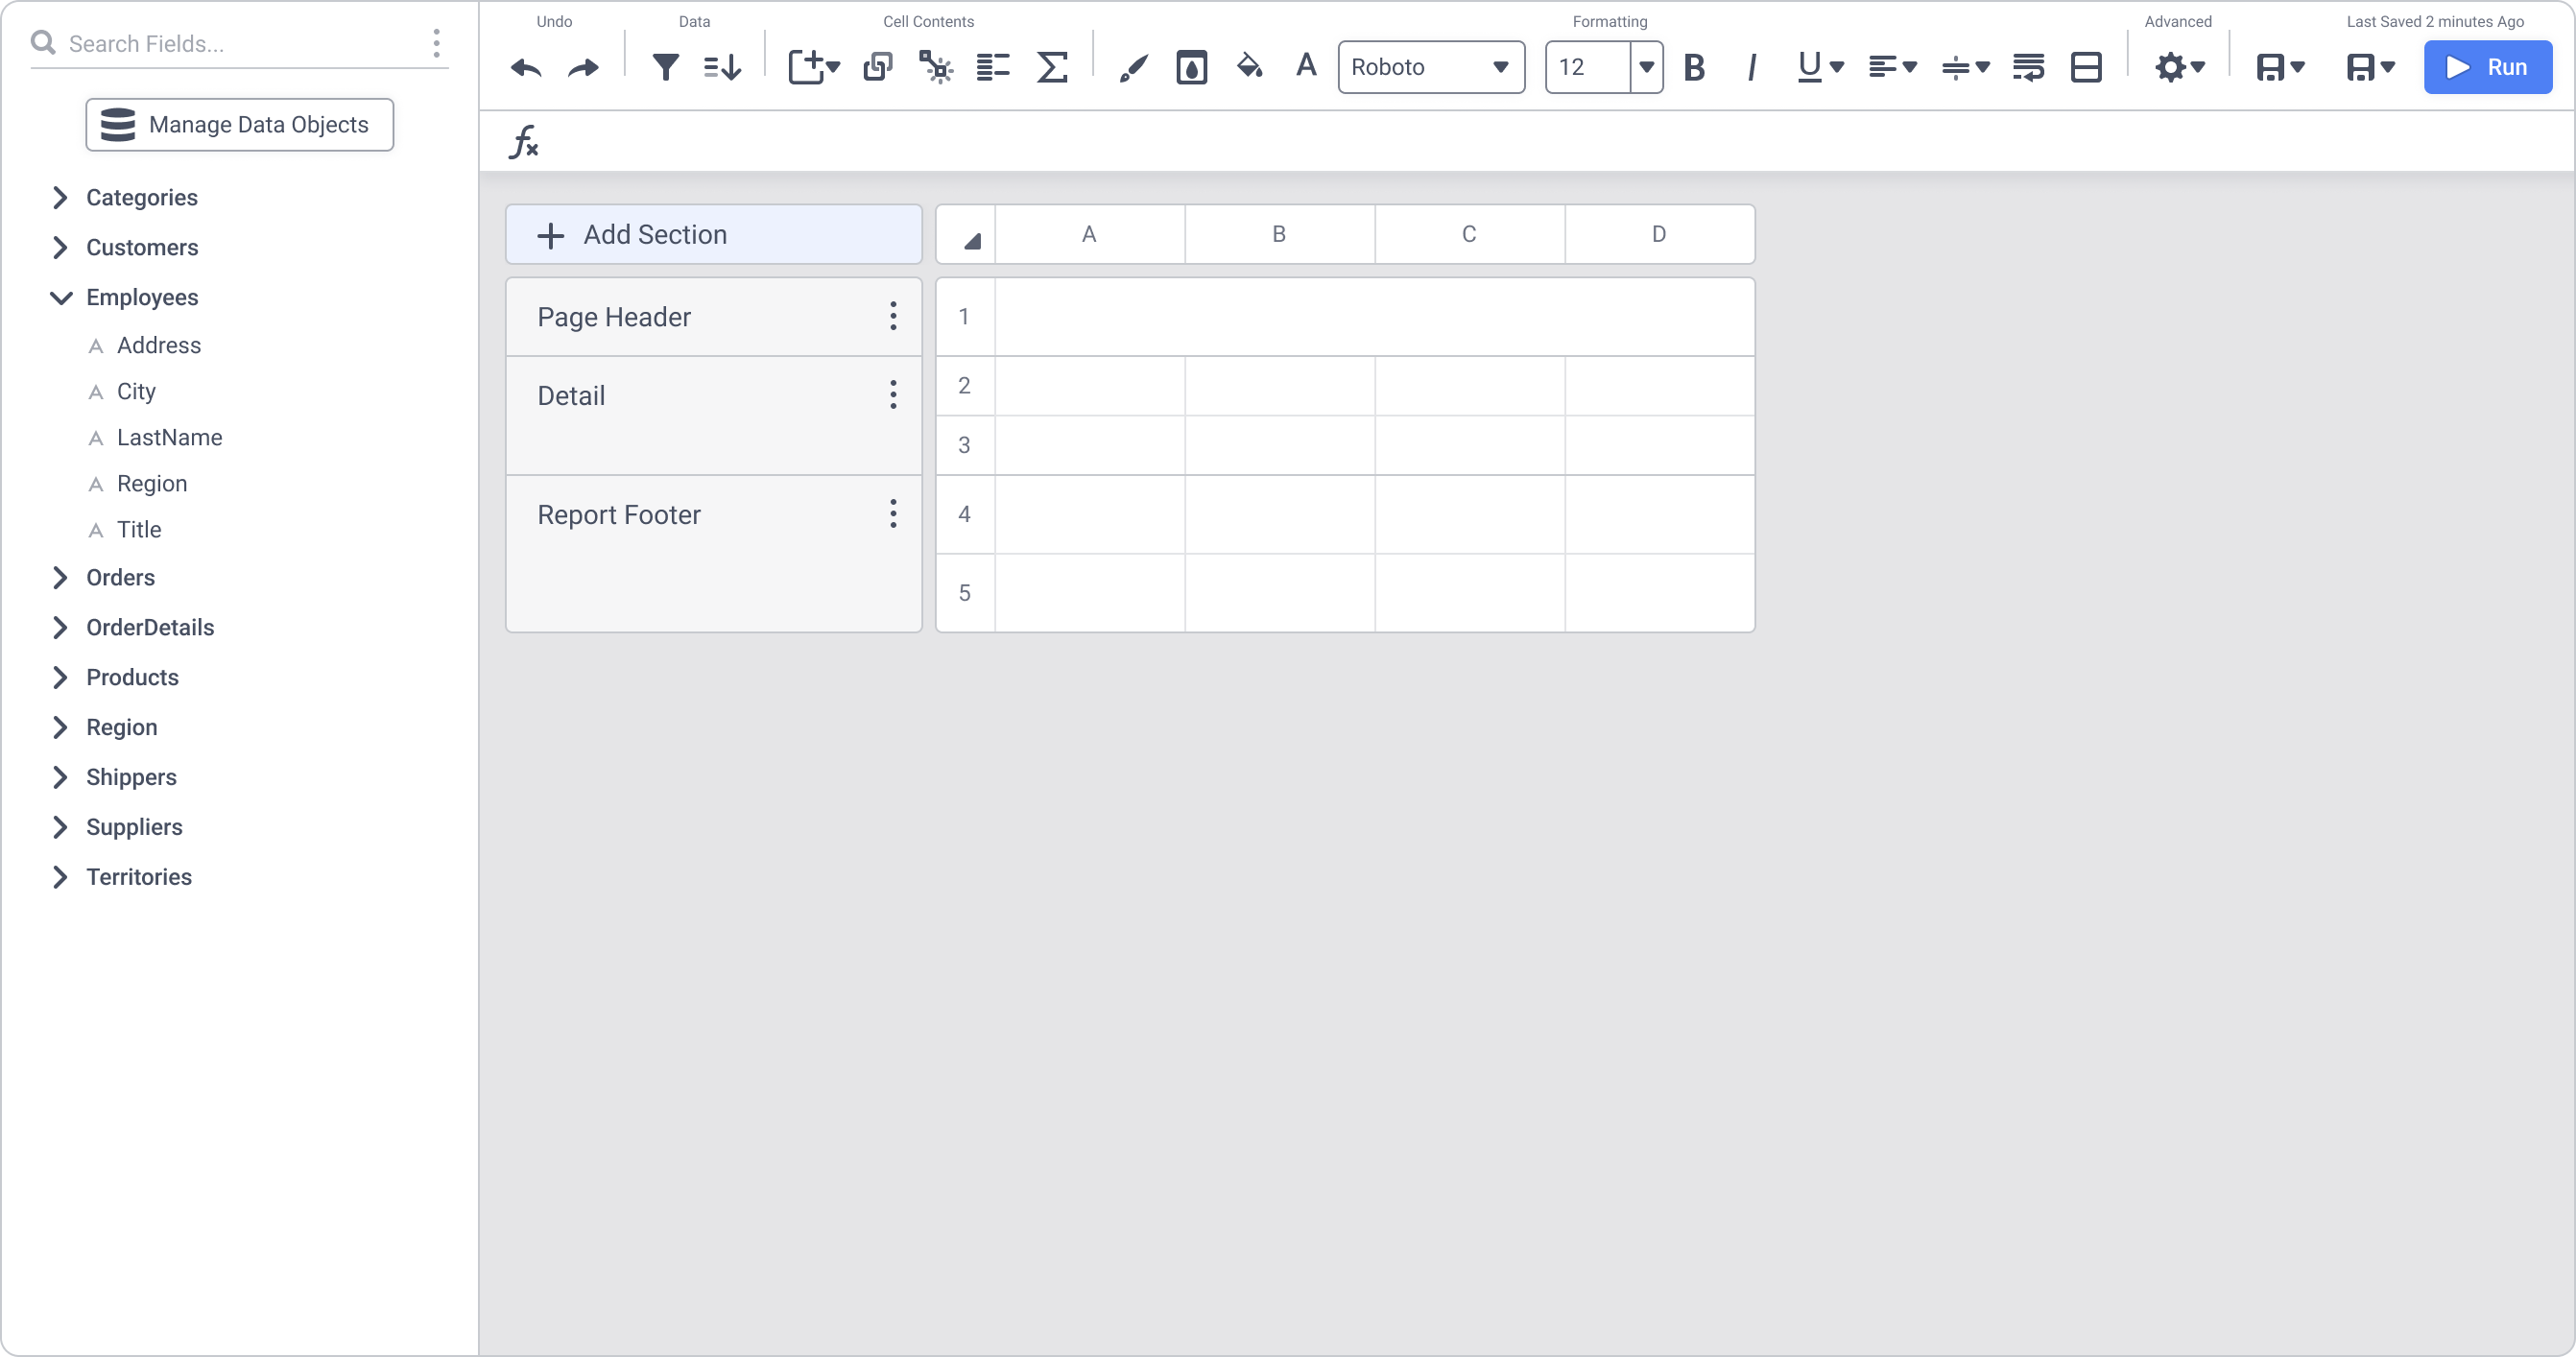 Search Fields...
Manage Data Objects
Categories
Customers
Employees
Address
City
LastName
Region
Title
Orders
OrderDetails
Products
Region
Shippers
Suppliers
Territories
Undo
Data
Cell Contents
Formatting
Advanced
Last Saved 2 minutes Ago
A
Roboto
12
B
I
U
Run
fx
Add Section
A
B
C
D
Page Header
1
Detail
2
3
Report Footer
4
5